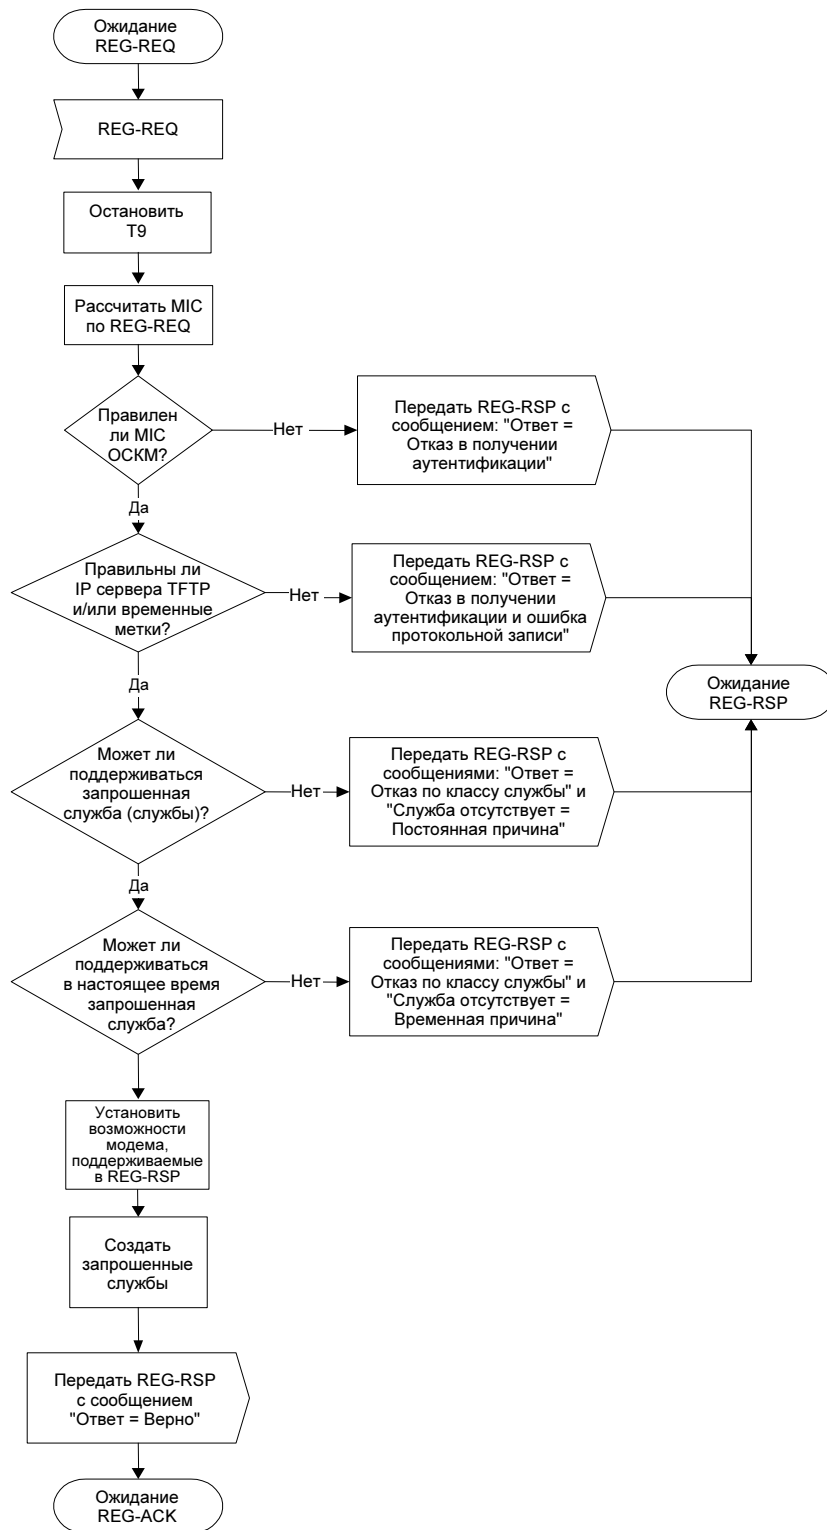 Ожидание
REG-REQ
REG-REQ
Остановить
T9
Рассчитать MIC
по REG-REQ
Правилен
ли MIC
ОСКМ?
Нет
Передать REG-RSP с
сообщением: "Ответ =
Отказ в получении
аутентификации"
Да
Правильны ли
IP сервера TFTP
и/или временные
метки?
Нет
Передать REG-RSP с
сообщением: "Ответ =
Отказ в получении
аутентификации и ошибка
протокольной записи"
Да
Ожидание
REG-RSP
Может ли
поддерживаться
запрошенная
служба (службы)?
Нет
Передать REG-RSP с
сообщениями: "Ответ =
Отказ по классу службы" и
"Служба отсутствует =
Постоянная причина"
Да
Может ли
поддерживаться
в настоящее время
запрошенная
служба?
Нет
Передать REG-RSP с
сообщениями: "Ответ =
Отказ по классу службы" и
"Служба отсутствует =
Временная причина"
Установить
возможности
модема,
поддерживаемые
в REG-RSP
Создать
запрошенные
службы
Передать REG-RSP
с сообщением
"Ответ = Верно"
Ожидание
REG-ACK